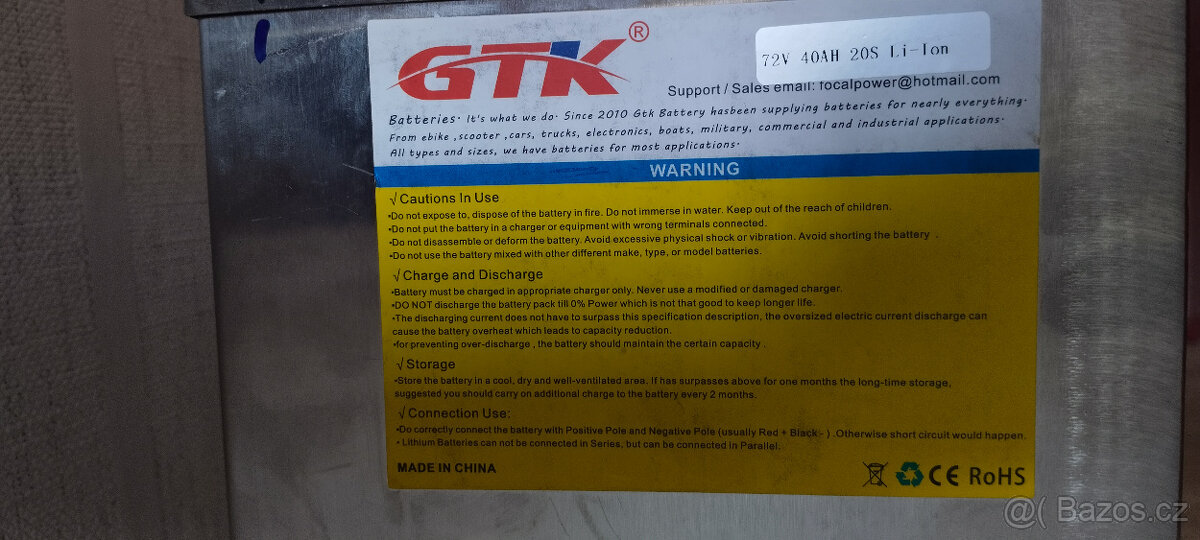 GTK®
72V 40AH 20S Li-Ion
Support / Sales email: focalpower@hotmail.com
Batteries. It's what we do. Since 2010 Gtk Battery hasbeen supplying batteries for nearly everything.
From ebike ,scooter ,cars, trucks, electronics, boats, military, commercial and industrial applications.
All types and sizes, we have batteries for most applications.
WARNING
√Cautions In Use
•Do not expose to, dispose of the battery in fire. Do not immerse in water. Keep out of the reach of children.
•Do not put the battery in a charger or equipment with wrong terminals connected.
•Do not disassemble or deform the battery. Avoid excessive physical shock or vibration. Avoid shorting the battery .
•Do not use the battery mixed with other different make, type, or model batteries.
√Charge and Discharge
•Battery must be charged in appropriate charger only. Never use a modified or damaged charger.
•DO NOT discharge the battery pack till 0% Power which is not that good to keep longer life.
•The discharging current does not have to surpass this specification description, the oversized electric current discharge can
cause the battery overheat which leads to capacity reduction.
•for preventing over-discharge , the battery should maintain the certain capacity .
√Storage
•Store the battery in a cool, dry and well-ventilated area. If has surpasses above for one months the long-time storage,
suggested you should carry on additional charge to the battery every 2 months.
√Connection Use:
•Do correctly connect the battery with Positive Pole and Negative Pole (usually Red + Black - ) .Otherwise short circuit would happen.
• Lithium Batteries can not be connected in Series, but can be connected in Parallel.
MADE IN CHINA
CE RoHS
@( Bazos.cz